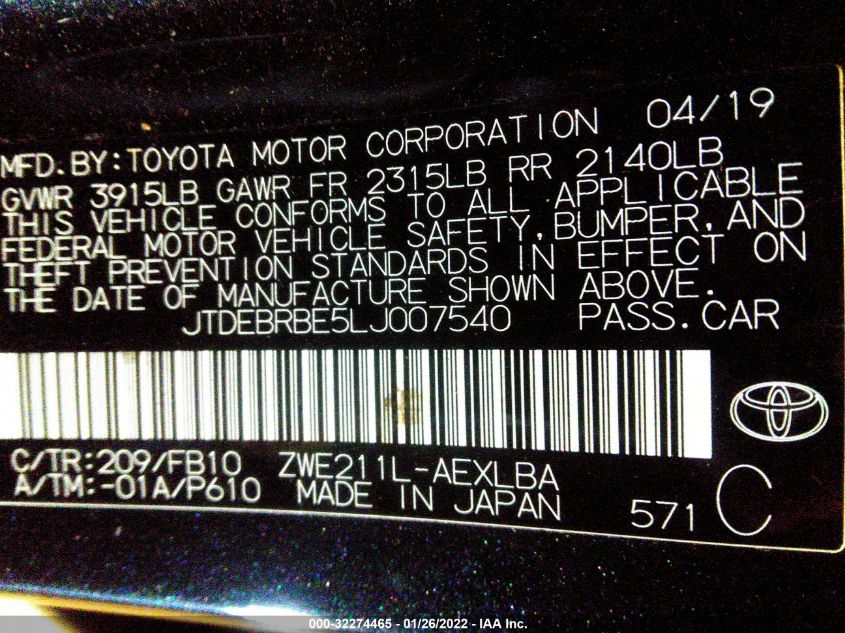 04/19
MFD.BY:TOYOTA MOTOR CORPORATION
GVWR 3915LB GAWR FR 2315LB RR 2140LB
THIS VEHICLE CONFORMS TO ALL APPLICABLE
FEDERAL MOTOR VEHICLE SAFETY, BUMPER, AND
THEFT PREVENTION STANDARDS IN EFFECT ON
THE DATE OF MANUFACTURE SHOWN ABOVE.
JTDEBRBE5LJ007540 PASS.CAR
C/TR:209/FB10 ZWE211L-AEXLBA
A/TM:-01A/P610 MADE IN JAPAN 571 C
000-32274465 - 01/26/2022 - IAA Inc.